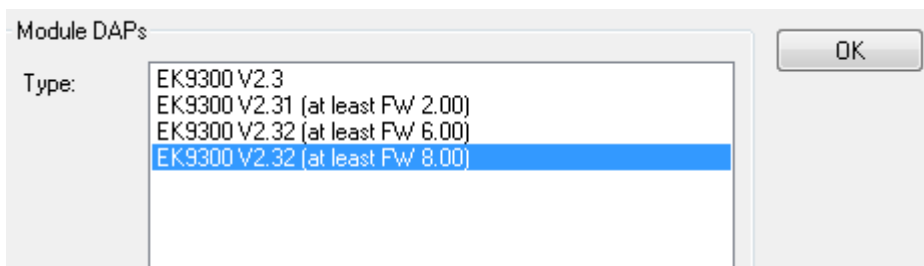 Module DAPs
OK
Type:
EK9300 V2.3
EK9300 V2.31 (at least FW 2.00)
EK9300 V2.32 (at least FW 6.00)
EK9300 V2.32 (at least FW 8.00)